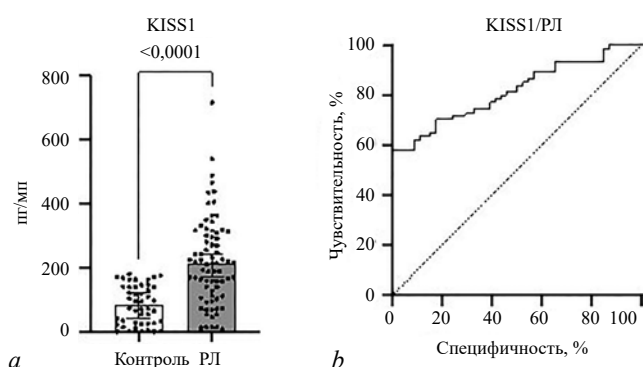 KISS1
<0,0001
800
600
400
200
0
пг/мп
Контроль РЛ
a
KISS1/РЛ
100
80
60
40
20
0
Чувствительность, %
0 20 40 60 80 100
Специфичность, %
b